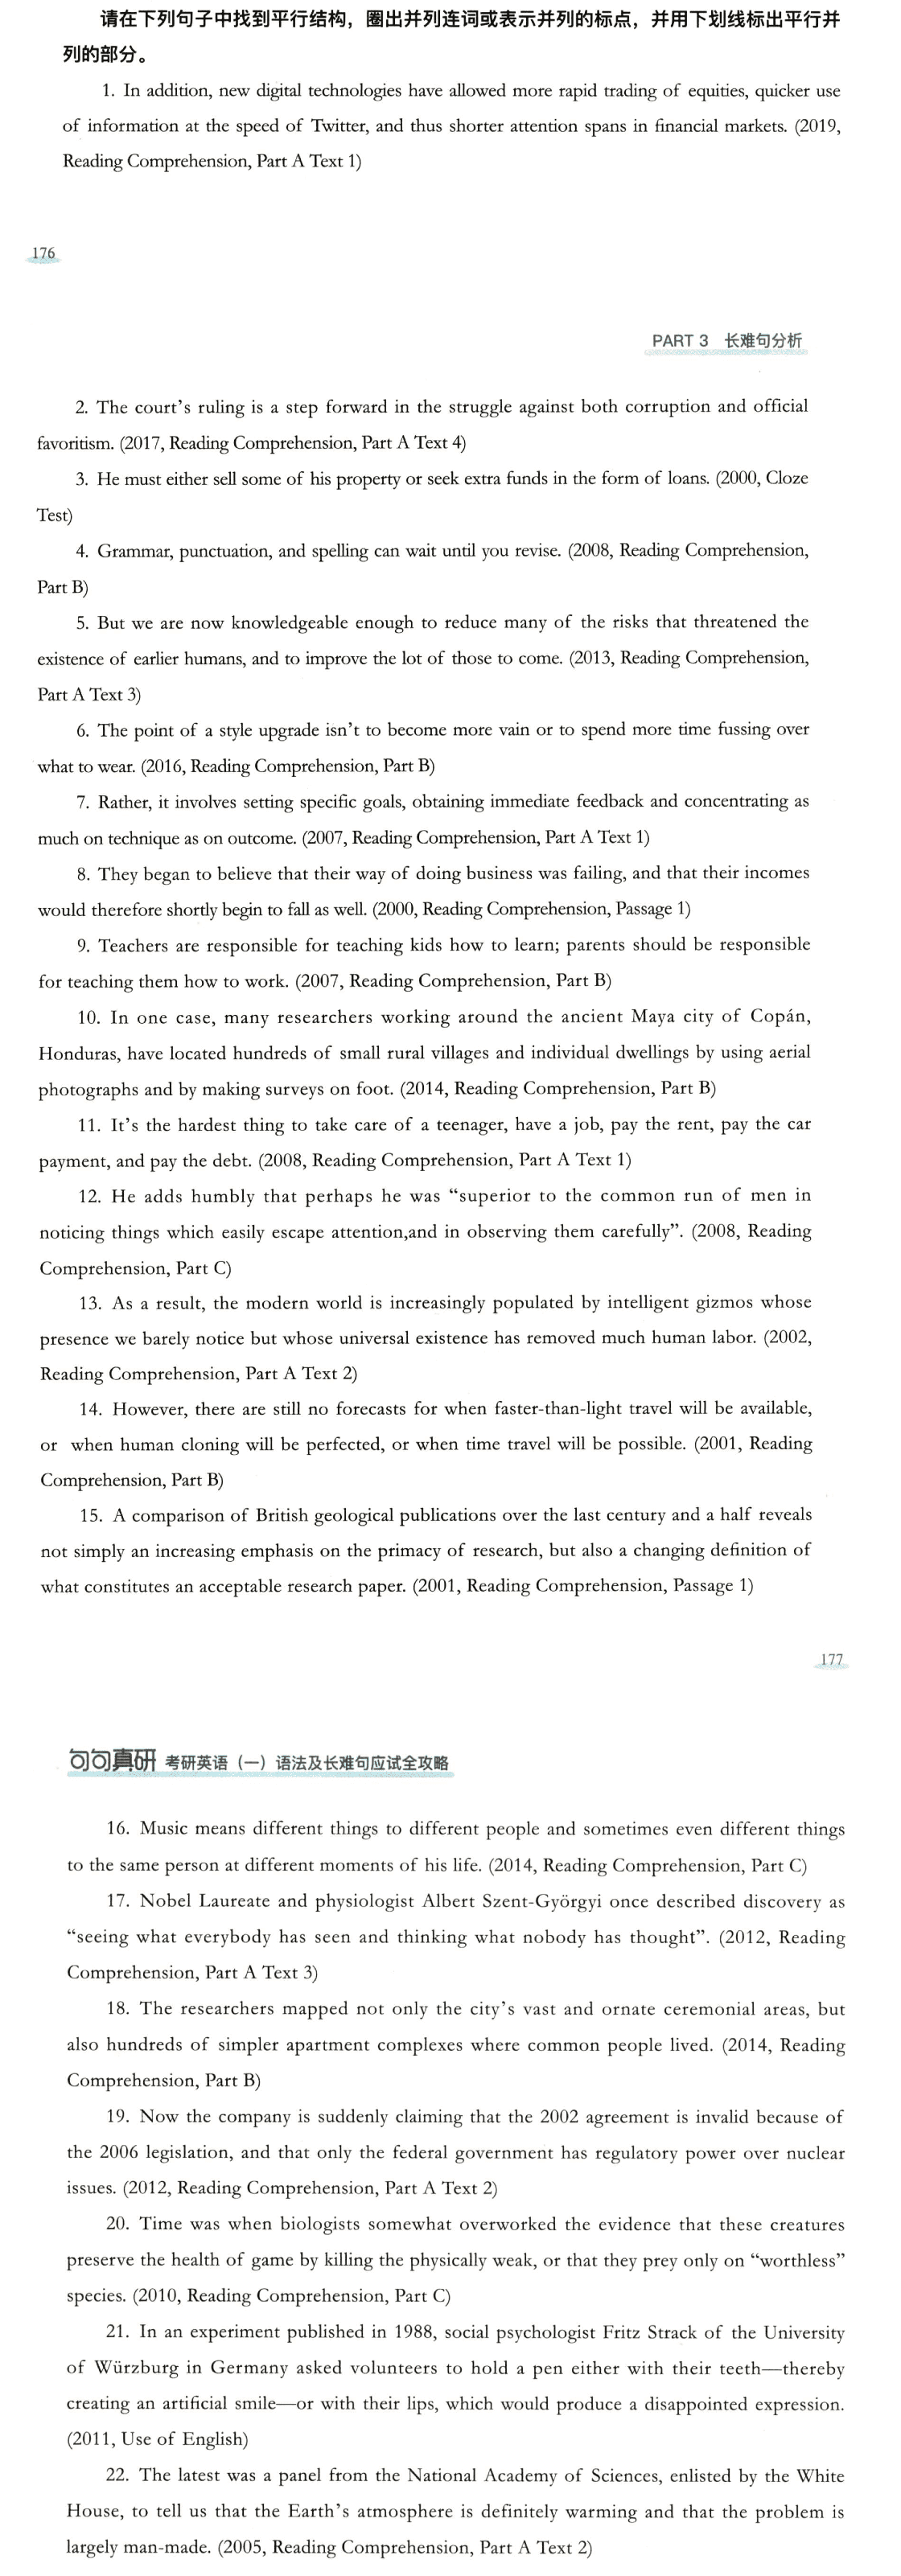 请在下列句子中找到平行结构，圈出并列连词或表示并列的标点，并用下划线标出平行并
列的部分。
1. In addition, new digital technologies have allowed more rapid trading of equities, quicker use
of information at the speed of Twitter, and thus shorter attention spans in financial markets. (2019,
Reading Comprehension, Part A Text 1)
176
PART 3 长难句分析
2. The court's ruling is a step forward in the struggle against both corruption and official
favoritism. (2017, Reading Comprehension, Part A Text 4)
3. He must either sell some of his property or seek extra funds in the form of loans. (2000, Cloze
Test)
4. Grammar, punctuation, and spelling can wait until you revise. (2008, Reading Comprehension,
Part B)
5. But we are now knowledgeable enough to reduce many of the risks that threatened the
existence of earlier humans, and to improve the lot of those to come. (2013, Reading Comprehension,
Part A Text 3)
6. The point of a style upgrade isn't to become more vain or to spend more time fussing over
what to wear. (2016, Reading Comprehension, Part B)
7. Rather, it involves setting specific goals, obtaining immediate feedback and concentrating as
much on technique as on outcome. (2007, Reading Comprehension, Part A Text 1)
8. They began to believe that their way of doing business was failing, and that their incomes
would therefore shortly begin to fall as well. (2000, Reading Comprehension, Passage 1)
9. Teachers are responsible for teaching kids how to learn; parents should be responsible
for teaching them how to work. (2007, Reading Comprehension, Part B)
10. In one case, many researchers working around the ancient Maya city of Copán,
Honduras, have located hundreds of small rural villages and individual dwellings by using aerial
photographs and by making surveys on foot. (2014, Reading Comprehension, Part B)
11. It's the hardest thing to take care of a teenager, have a job, pay the rent, pay the car
payment, and pay the debt. (2008, Reading Comprehension, Part A Text 1)
12. He adds humbly that perhaps he was “superior to the common run of men in
noticing things which easily escape attention,and in observing them carefully”. (2008, Reading
Comprehension, Part C)
13. As a result, the modern world is increasingly populated by intelligent gizmos whose
presence we barely notice but whose universal existence has removed much human labor. (2002,
Reading Comprehension, Part A Text 2)
14. However, there are still no forecasts for when faster-than-light travel will be available,
or when human cloning will be perfected, or when time travel will be possible. (2001, Reading
Comprehension, Part B)
15. A comparison of British geological publications over the last century and a half reveals
not simply an increasing emphasis on the primacy of research, but also a changing definition of
what constitutes an acceptable research paper. (2001, Reading Comprehension, Passage 1)
177
句句真研 考研英语（一）语法及长难句应试全攻略
16. Music means different things to different people and sometimes even different things
to the same person at different moments of his life. (2014, Reading Comprehension, Part C)
17. Nobel Laureate and physiologist Albert Szent-Györgyi once described discovery as
“seeing what everybody has seen and thinking what nobody has thought”. (2012, Reading
Comprehension, Part A Text 3)
18. The researchers mapped not only the city's vast and ornate ceremonial areas, but
also hundreds of simpler apartment complexes where common people lived. (2014, Reading
Comprehension, Part B)
19. Now the company is suddenly claiming that the 2002 agreement is invalid because of
the 2006 legislation, and that only the federal government has regulatory power over nuclear
issues. (2012, Reading Comprehension, Part A Text 2)
20. Time was when biologists somewhat overworked the evidence that these creatures
preserve the health of game by killing the physically weak, or that they prey only on “worthless”
species. (2010, Reading Comprehension, Part C)
21. In an experiment published in 1988, social psychologist Fritz Strack of the University
of Würzburg in Germany asked volunteers to hold a pen either with their teeth—thereby
creating an artificial smile—or with their lips, which would produce a disappointed expression.
(2011, Use of English)
22. The latest was a panel from the National Academy of Sciences, enlisted by the White
House, to tell us that the Earth's atmosphere is definitely warming and that the problem is
largely man-made. (2005, Reading Comprehension, Part A Text 2)